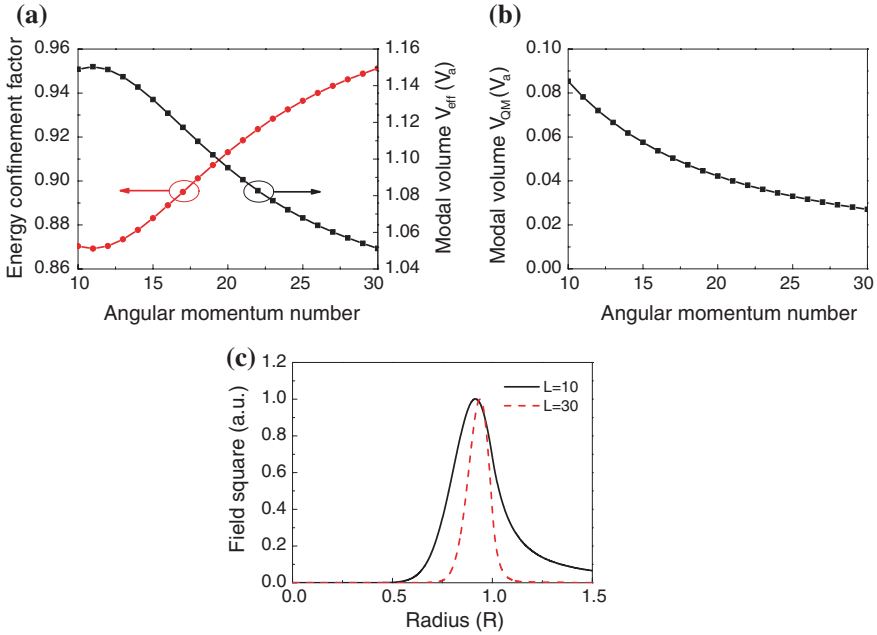 (a)
Energy confinement factor
0.96
0.94
0.92
0.90
0.88
0.86
10 15 20 25 30
Angular momentum number
1.16
1.14
1.12
1.10
1.08
1.06
1.04
Modal volume V_eff (V_a)
(b)
Modal volume V_QM (V_a)
0.10
0.08
0.06
0.04
0.02
0.00
10 15 20 25 30
Angular momentum number
(c)
Field square (a.u.)
1.2
1.0
0.8
0.6
0.4
0.2
0.0
L=10
L=30
0.0 0.5 1.0 1.5
Radius (R)